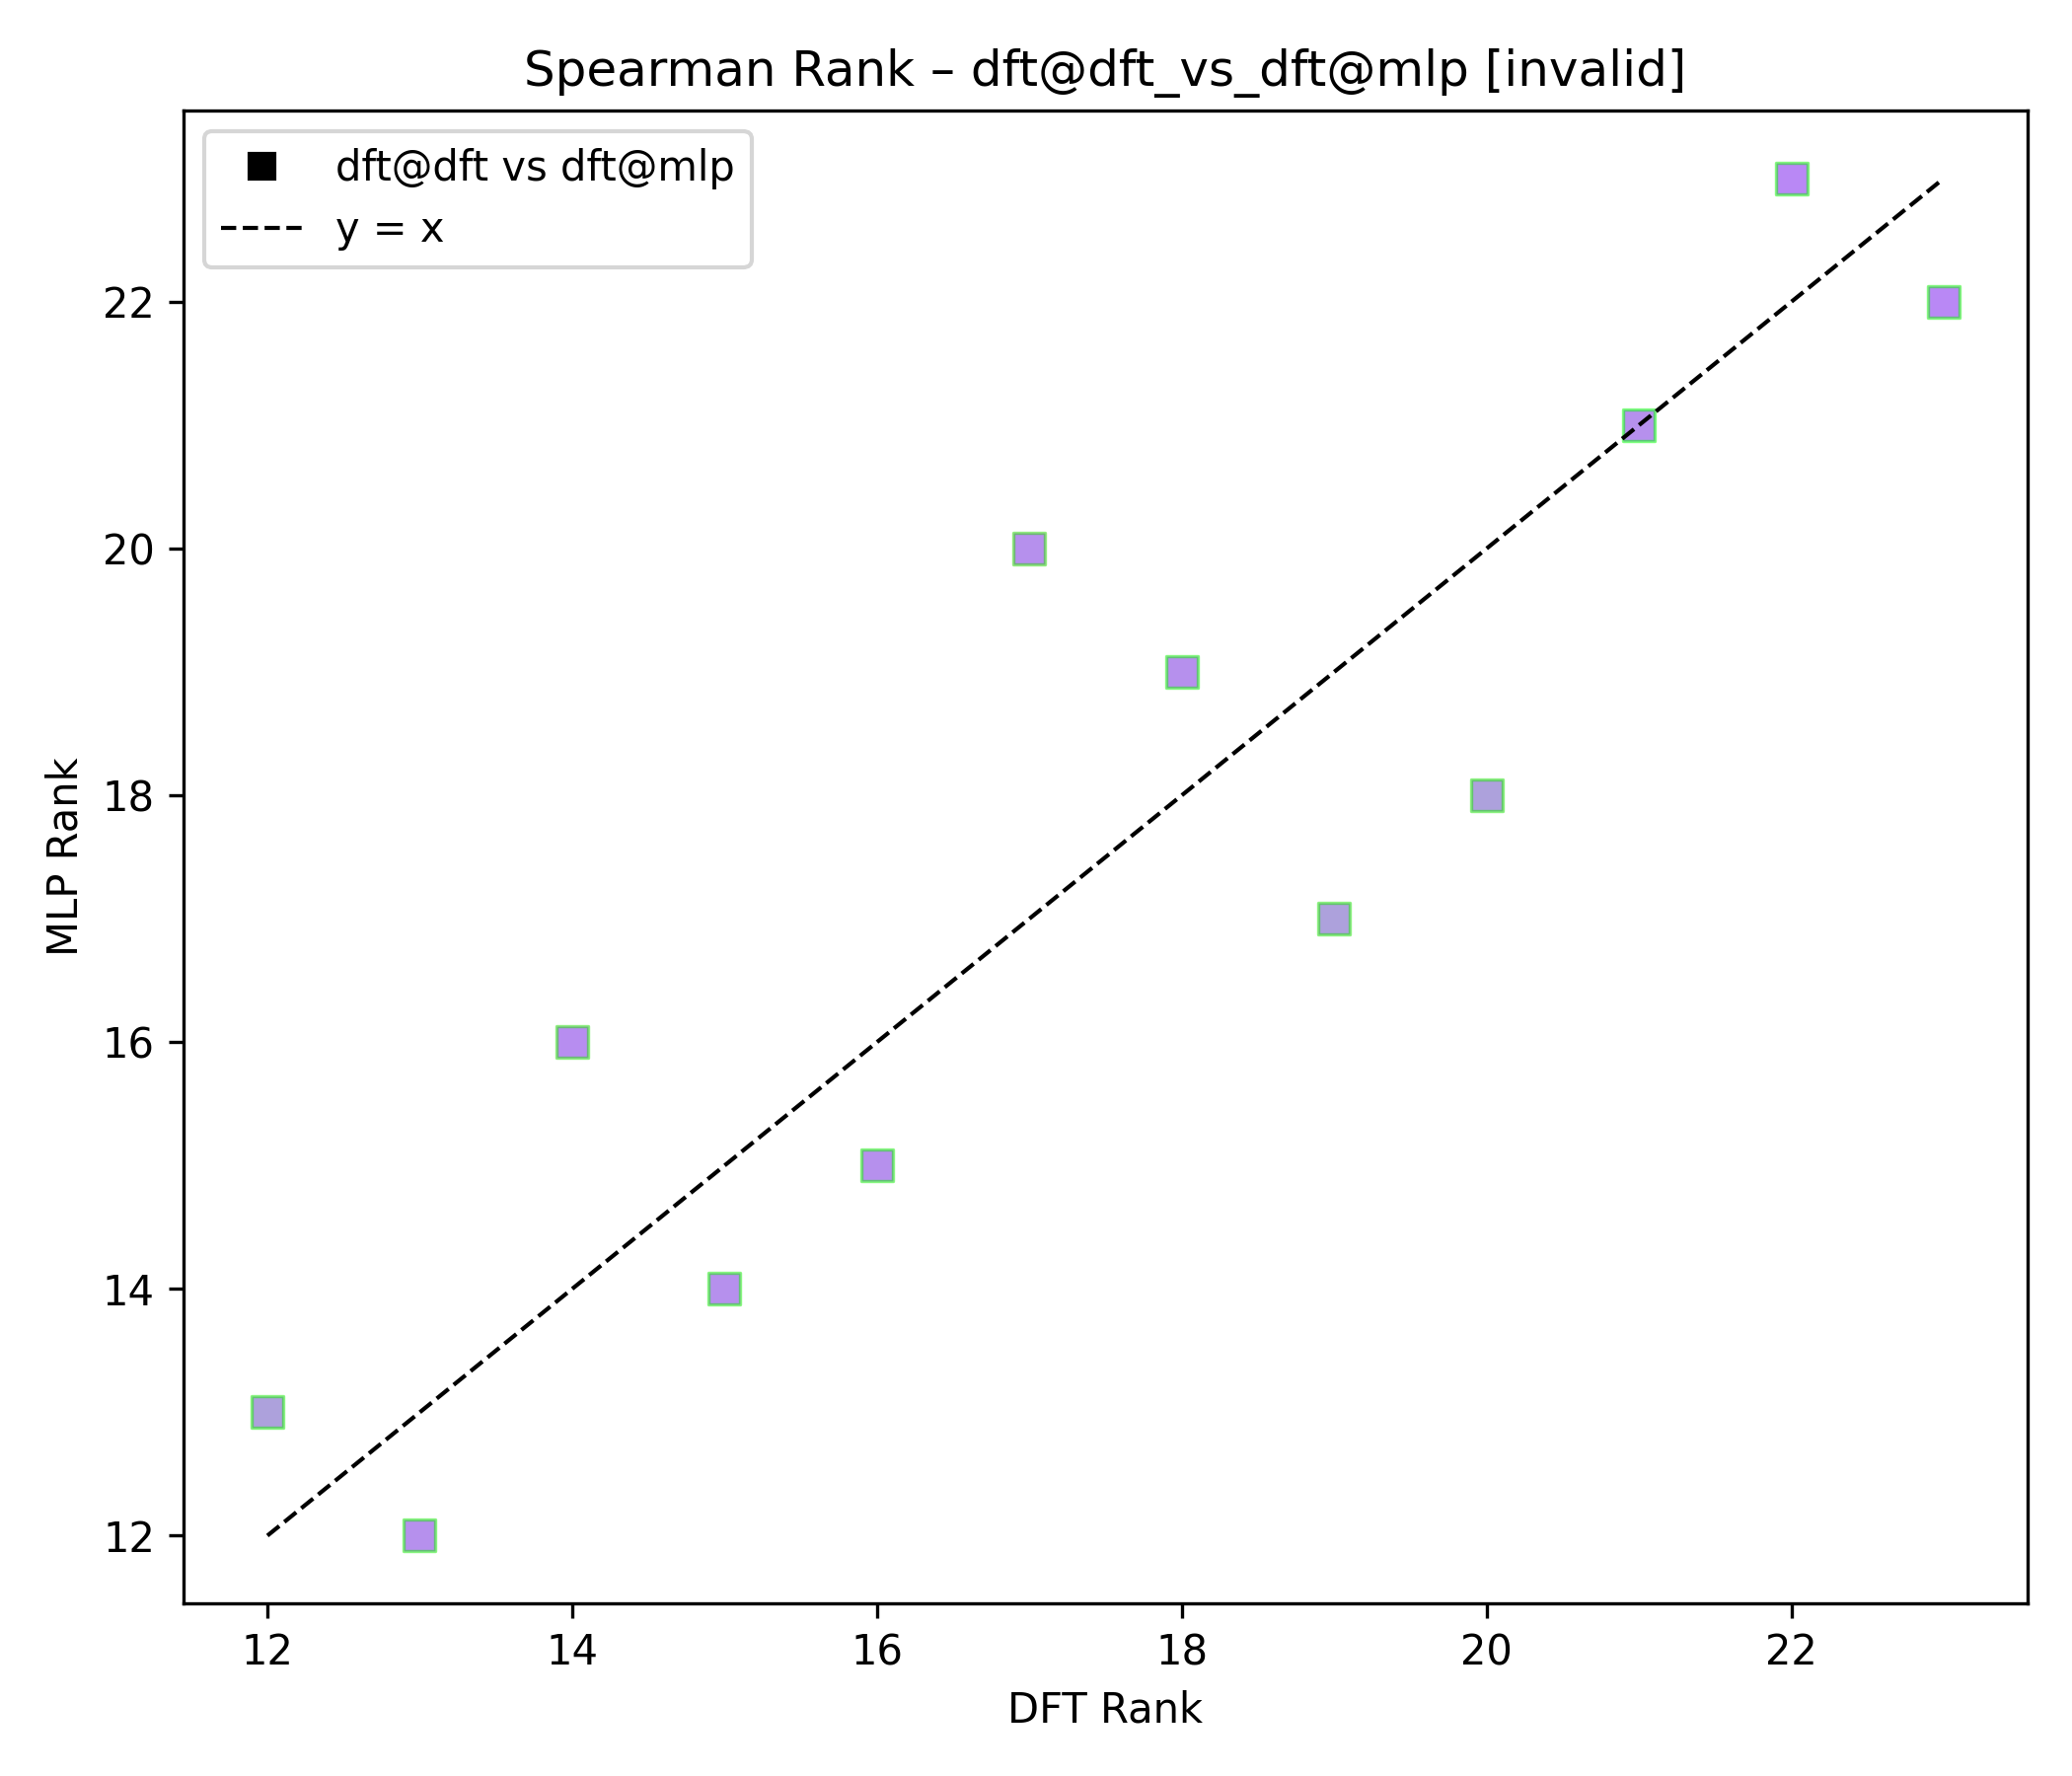 Spearman Rank – dft@dft_vs_dft@mlp [invalid]
dft@dft vs dft@mlp
y = x
22
20
18
16
14
12
MLP Rank
12 14 16 18 20 22
DFT Rank